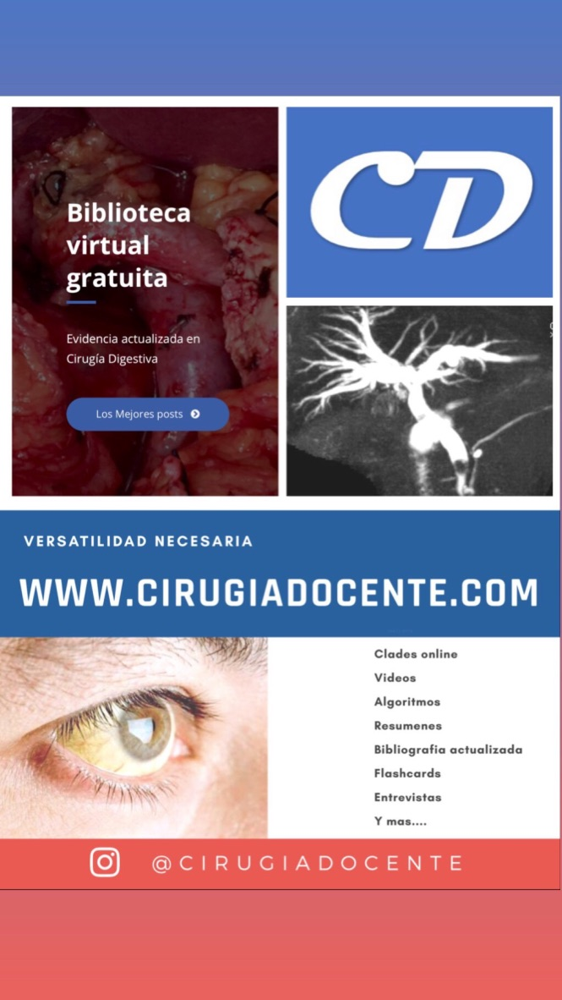 Biblioteca
virtual
gratuita
Evidencia actualizada en
Cirugía Digestiva
Los Mejores posts
CD
VERSATILIDAD NECESARIA
WWW.CIRUGIADOCENTE.COM
Clades online
Videos
Algoritmos
Resumenes
Bibliografia actualizada
Flashcards
Entrevistas
Y mas....
@CIRUGIADOCENTE